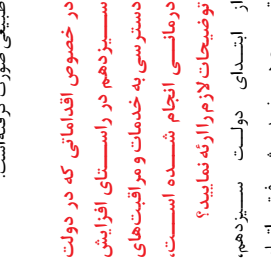 طبیعی صورت گرفته است.
در خصوص اقداماتی که در دولت
سیزدهم در راستای افزایش
دسترسی به خدمات و مراقبت‌های
درمانی انجام شده است،
توضیحات لازم را ارئه نمایید؟
از ابتدای دولت سیزدهم،